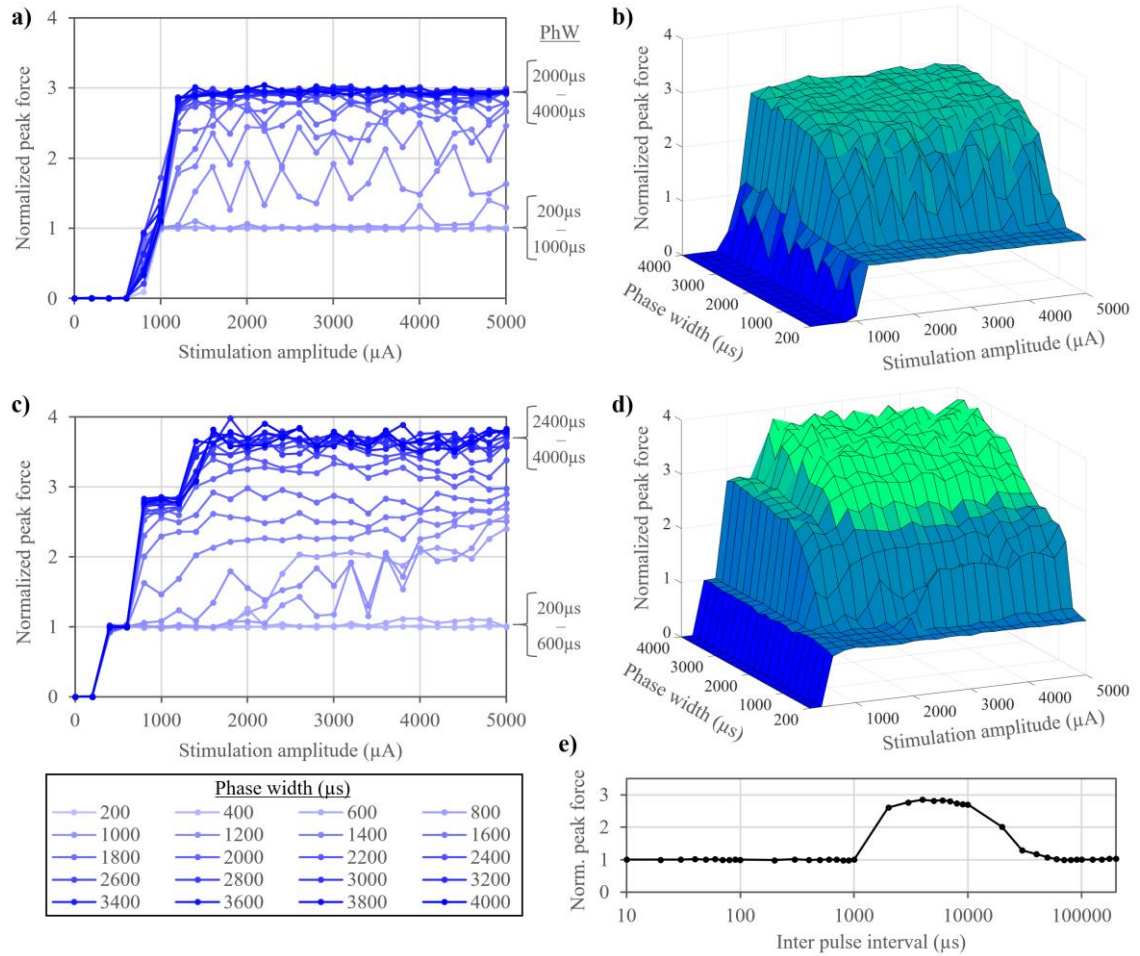 a)
Normalized peak force
4
3
2
1
0
0 1000 2000 3000 4000 5000
Stimulation amplitude (µA)
PhW
2000µs
–
4000µs
200µs
–
1000µs
b)
Normalized peak force
4
3
2
1
0
4000
3000
2000
1000
200
Phase width (µs)
1000
2000
3000
4000
5000
Stimulation amplitude (µA)
c)
Normalized peak force
4
3
2
1
0
0 1000 2000 3000 4000 5000
Stimulation amplitude (µA)
2400µs
–
4000µs
200µs
–
600µs
d)
Normalized peak force
4
3
2
1
0
4000
3000
2000
1000
200
Phase width (µs)
1000
2000
3000
4000
5000
Stimulation amplitude (µA)
Phase width (µs)
200 400 600 800
1000 1200 1400 1600
1800 2000 2200 2400
2600 2800 3000 3200
3400 3600 3800 4000
e)
Norm. peak force
3
2
1
0
10 100 1000 10000 100000
Inter pulse interval (µs)